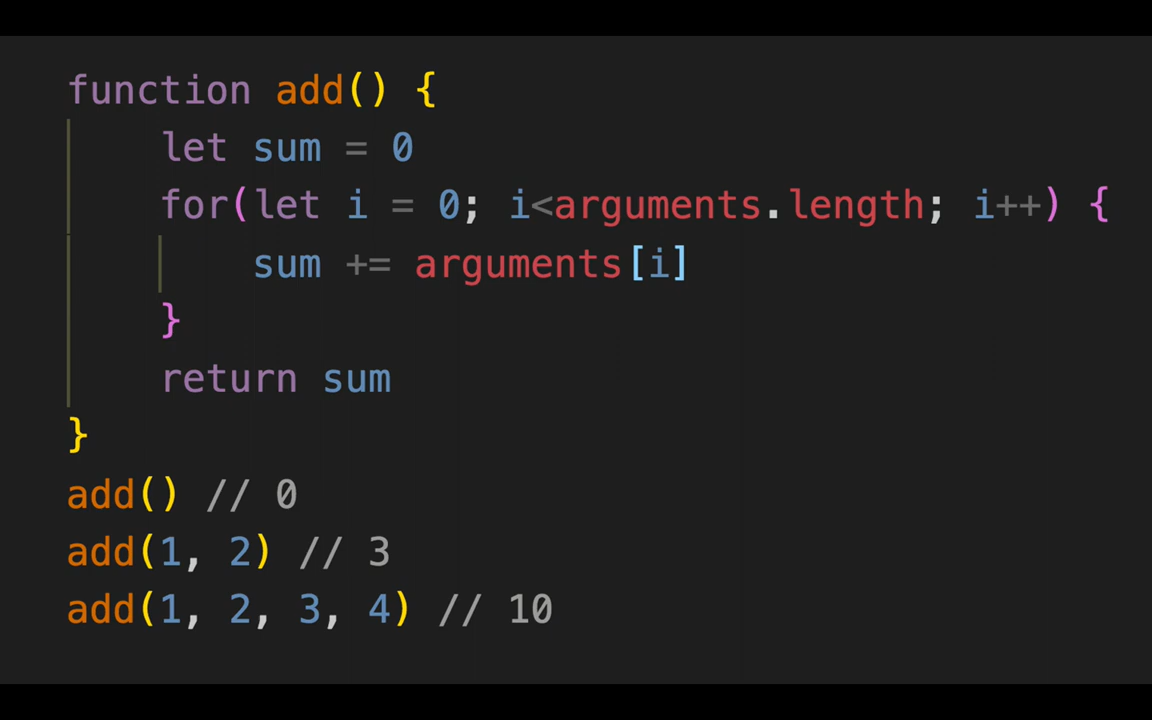 function add() {
    let sum = 0
    for(let i = 0; i<arguments.length; i++) {
        sum += arguments[i]
    }
    return sum
}
add() // 0
add(1, 2) // 3
add(1, 2, 3, 4) // 10